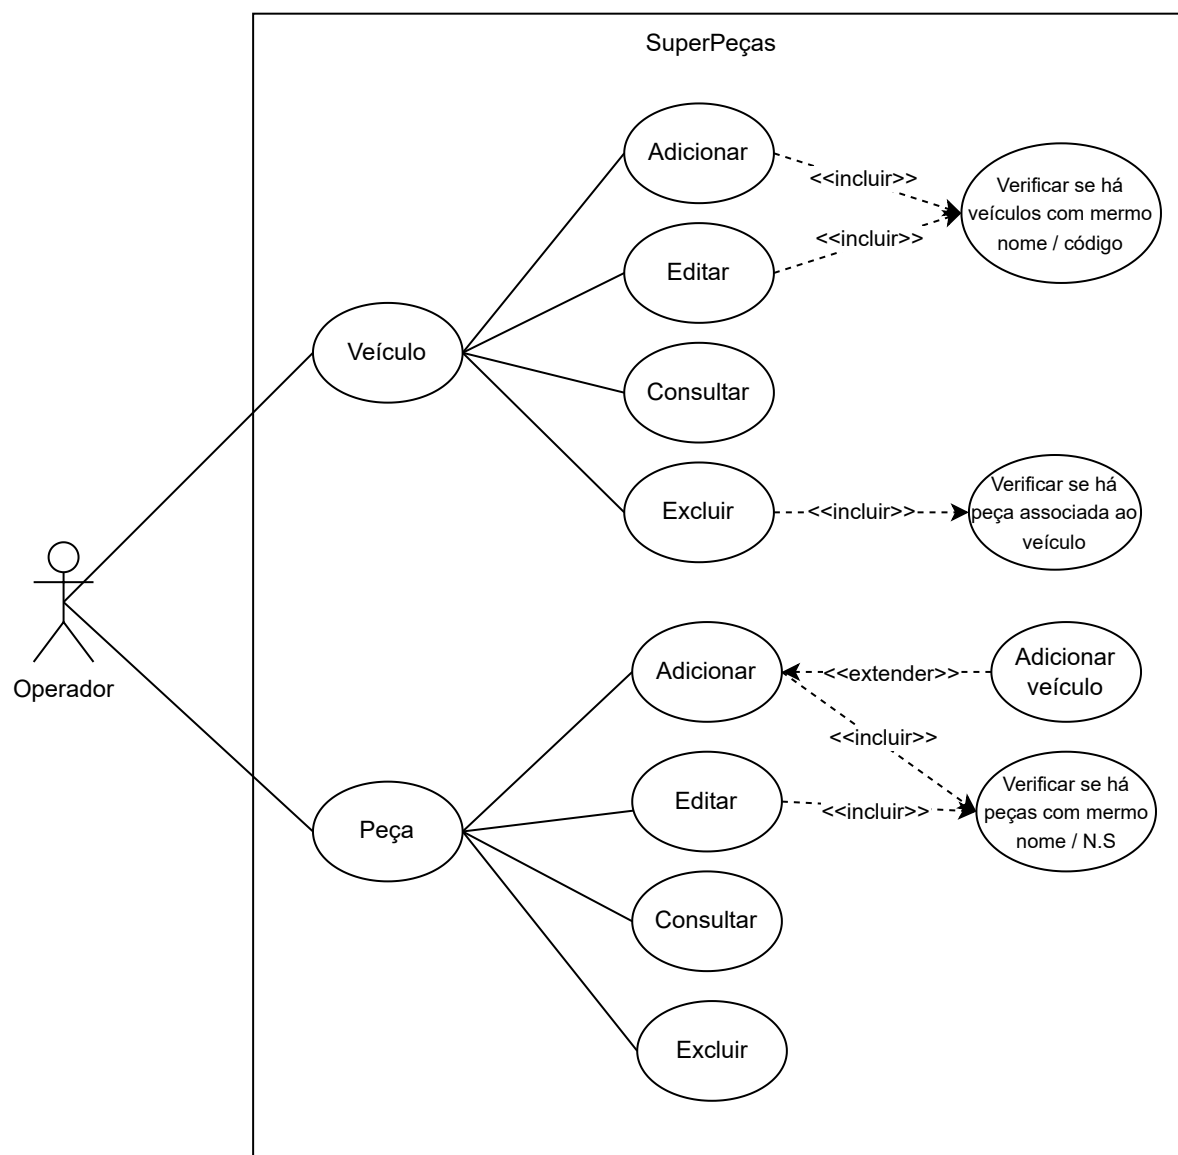 SuperPeças
Adicionar
<<incluir>>
Verificar se há
veículos com mermo
nome / código
<<incluir>>
Editar
Veículo
Consultar
Excluir
<<incluir>>
Verificar se há
peça associada ao
veículo
Operador
Adicionar
<<extender>>
Adicionar
veículo
<<incluir>>
Editar
<<incluir>>
Verificar se há
peças com mermo
nome / N.S
Peça
Consultar
Excluir